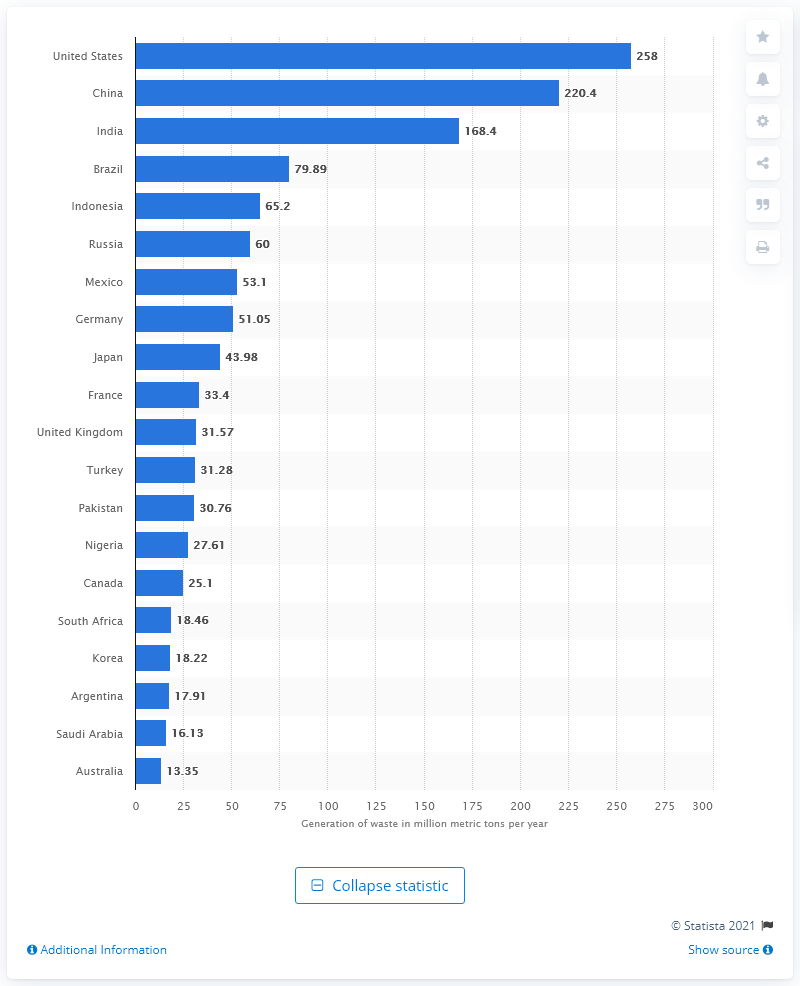 United States 258
China 220.4
India 168.4
Brazil 79.89
Indonesia 65.2
Russia 60
Mexico 53.1
Germany 51.05
Japan 43.98
France 33.4
United Kingdom 31.57
Turkey 31.28
Pakistan 30.76
Nigeria 27.61
Canada 25.1
South Africa 18.46
Korea 18.22
Argentina 17.91
Saudi Arabia 16.13
Australia 13.35
0 25 50 75 100 125 150 175 200 225 250 275 300
Generation of waste in million metric tons per year
Collapse statistic
© Statista 2021
Additional Information Show source